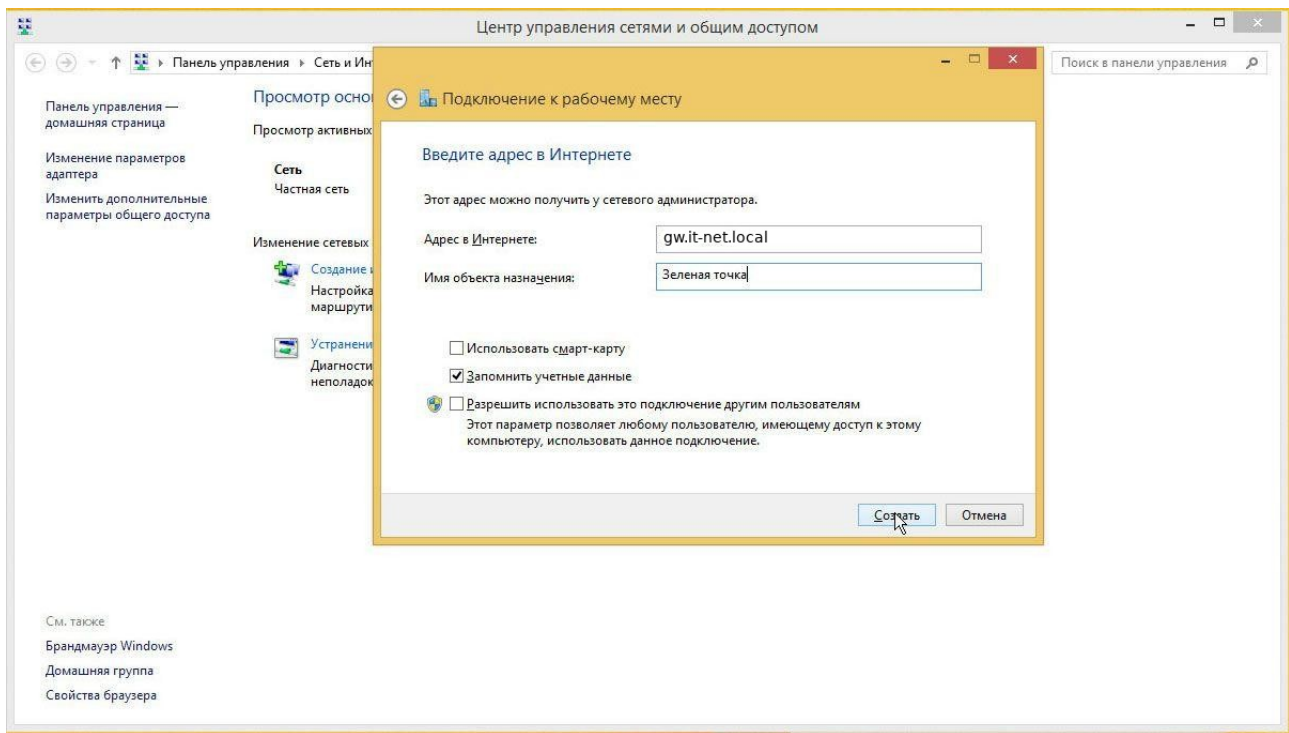 Центр управления сетями и общим доступом
Панель управления Сеть и Ин
Поиск в панели управления
Панель управления —
домашняя страница
Изменение параметров
адаптера
Изменить дополнительные
параметры общего доступа
Просмотр осно
Просмотр активных
Сеть
Частная сеть
Изменение сетевых
Создание и
Настройка
маршрути
Устранени
Диагности
неполадок
Подключение к рабочему месту
Введите адрес в Интернете
Этот адрес можно получить у сетевого администратора.
Адрес в Интернете: gw.it-net.local
Имя объекта назначения: Зеленая точка
Использовать смарт-карту
Запомнить учетные данные
Разрешить использовать это подключение другим пользователям
Этот параметр позволяет любому пользователю, имеющему доступ к этому
компьютеру, использовать данное подключение.
Создать Отмена
См. также
Брандмауэр Windows
Домашняя группа
Свойства браузера